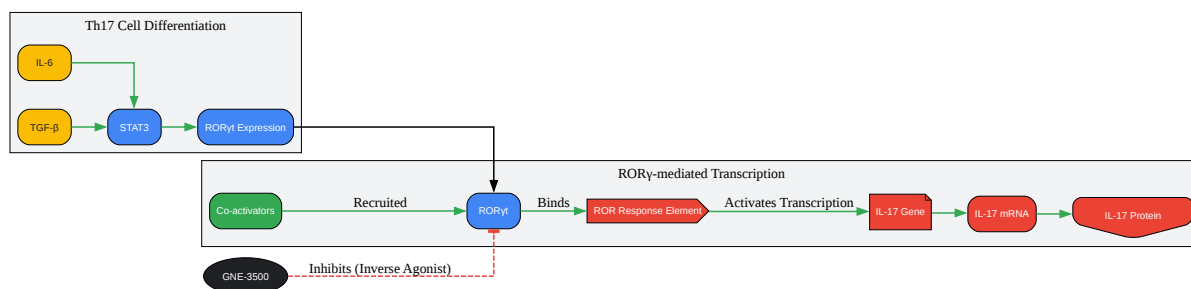 Th17 Cell Differentiation
IL-6
TGF-β
STAT3
RORγt Expression
RORγ-mediated Transcription
Co-activators
Recruited
RORγt
Binds
ROR Response Element
Activates Transcription
IL-17 Gene
IL-17 mRNA
IL-17 Protein
GNE-3500
Inhibits (Inverse Agonist)